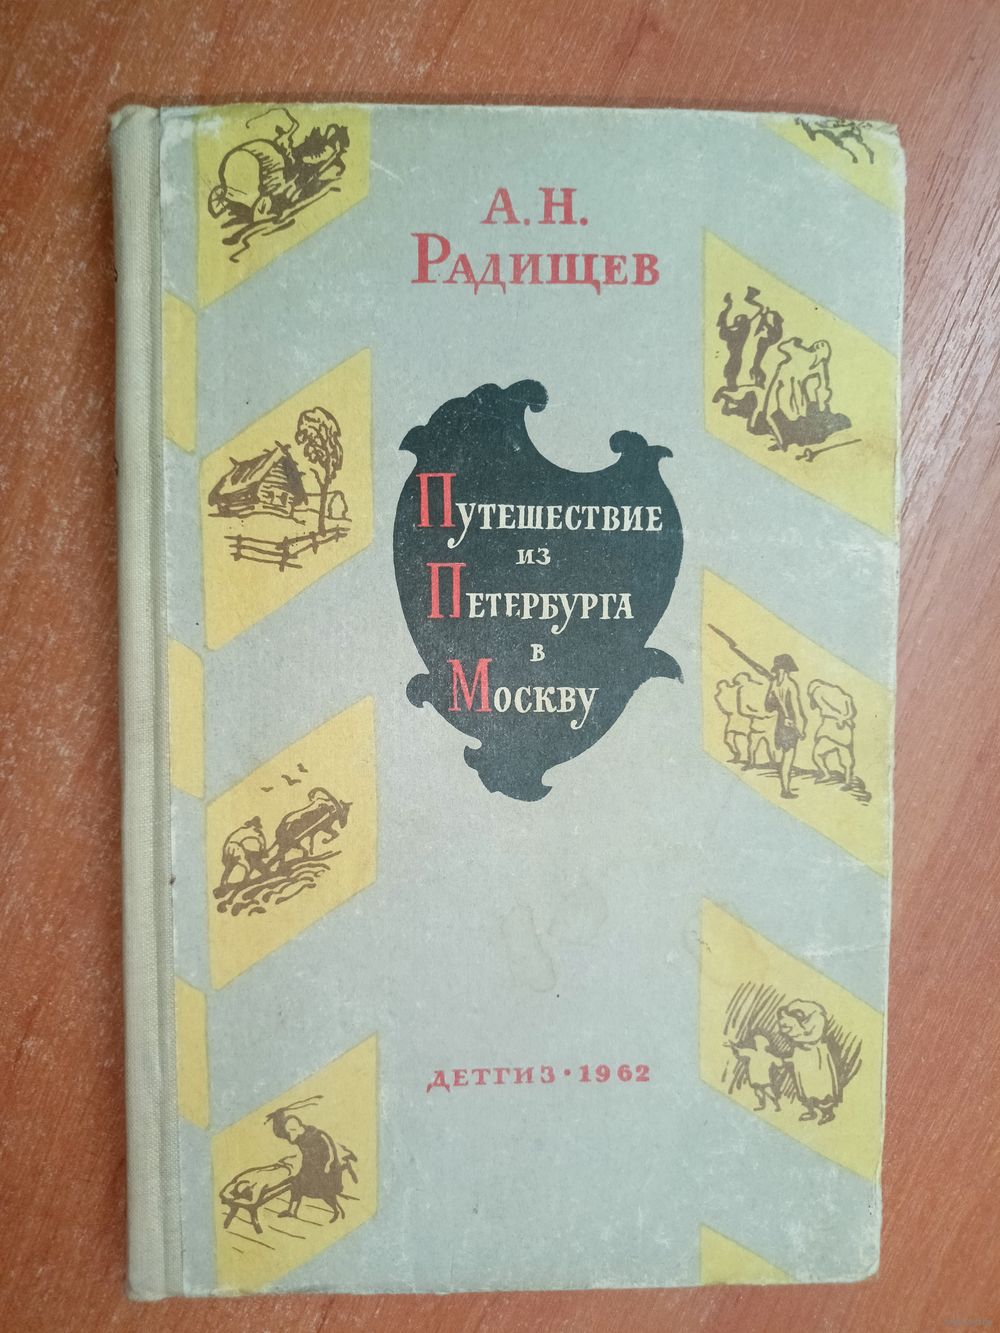 А. Н.
Радищев
Путешествие
из
Петербурга
в
Москву
ДЕТГИЗ • 1962